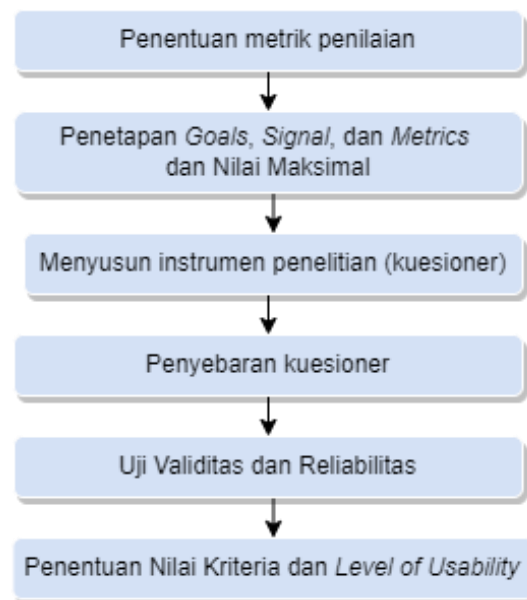 Penentuan metrik penilaian
Penetapan Goals, Signal, dan Metrics
dan Nilai Maksimal
Menyusun instrumen penelitian (kuesioner)
Penyebaran kuesioner
Uji Validitas dan Reliabilitas
Penentuan Nilai Kriteria dan Level of Usability